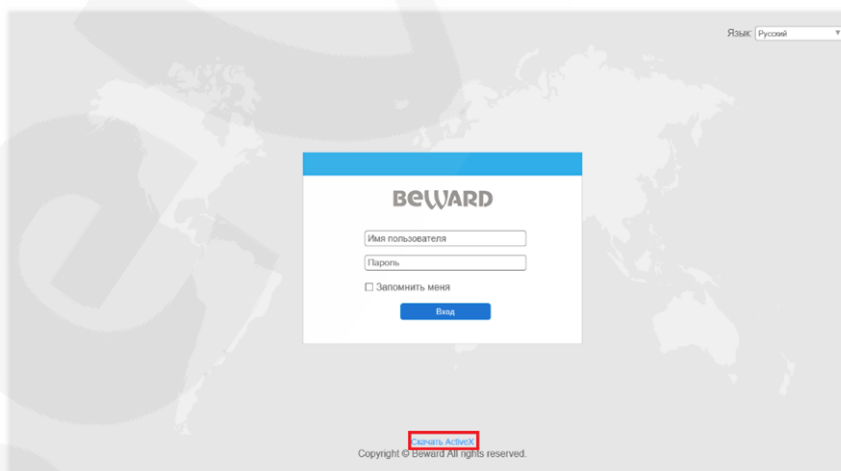 Язык: Русский
BEWARD
Имя пользователя
Пароль
Запомнить меня
Вход
Скачать ActiveX
Copyright © Beward All rights reserved.